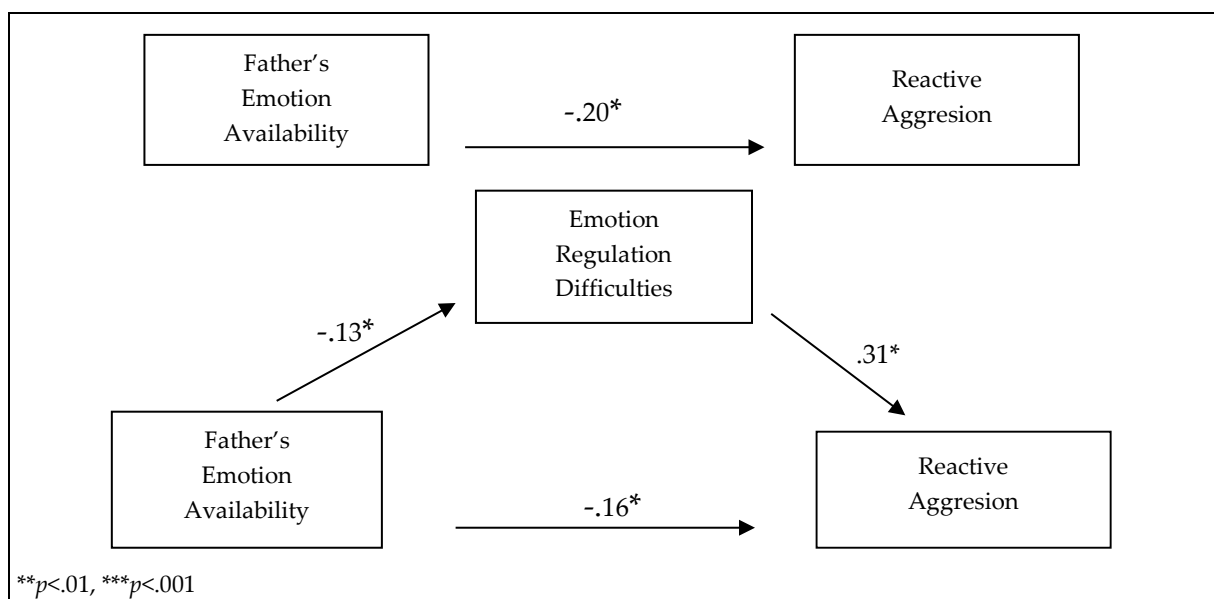 Father’s
Emotion
Availability
-.20*
Reactive
Aggresion
Emotion
Regulation
Difficulties
-.13*
.31*
Father’s
Emotion
Availability
-.16*
Reactive
Aggresion
**p<.01, ***p<.001